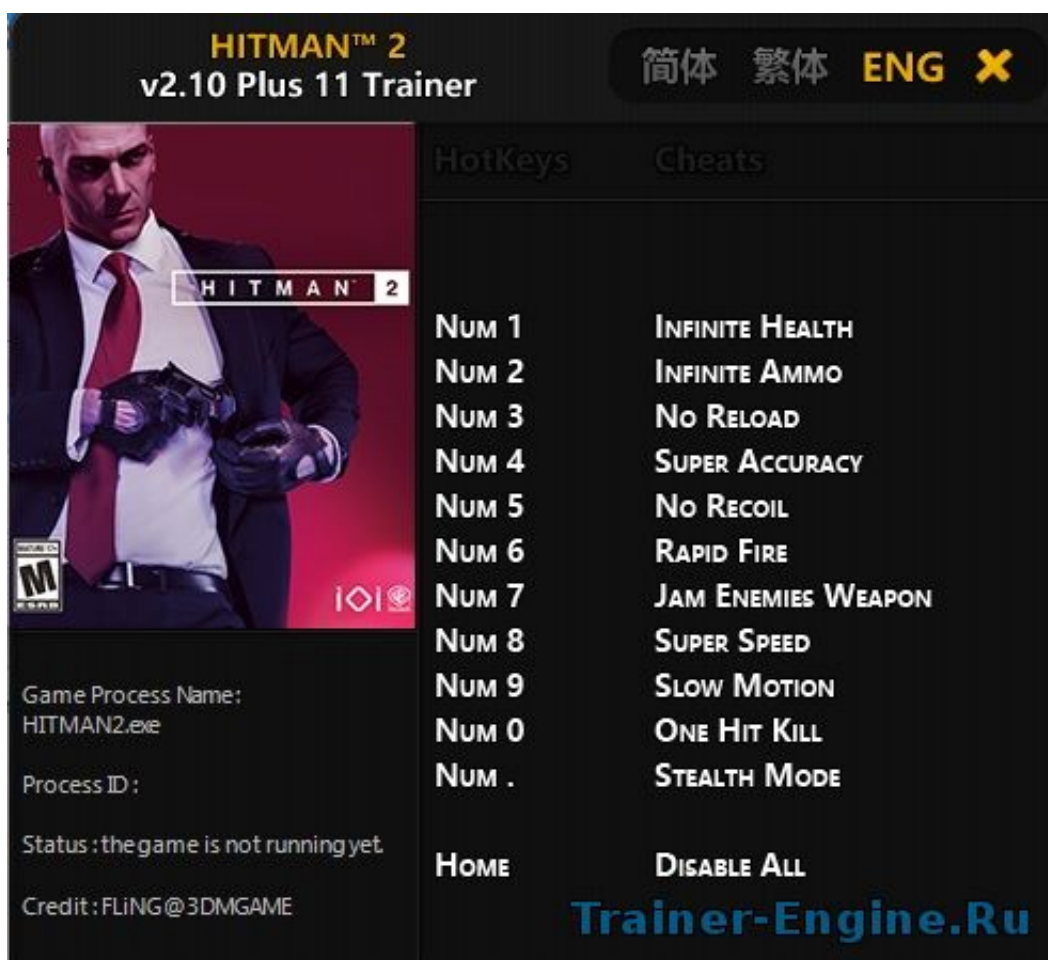 HITMAN™ 2
v2.10 Plus 11 Trainer
简体 繁体 ENG
HotKeys Cheats
HITMAN 2
Num 1 Infinite Health
Num 2 Infinite Ammo
Num 3 No Reload
Num 4 Super Accuracy
Num 5 No Recoil
Num 6 Rapid Fire
Num 7 Jam Enemies Weapon
Num 8 Super Speed
Num 9 Slow Motion
Num 0 One Hit Kill
Num . Stealth Mode
Home Disable All
MATURE 17+
M
ESRB
Game Process Name:
HITMAN2.exe
Process ID :
Status : the game is not running yet.
Credit : FLiNG@3DMGAME
Trainer-Engine.Ru